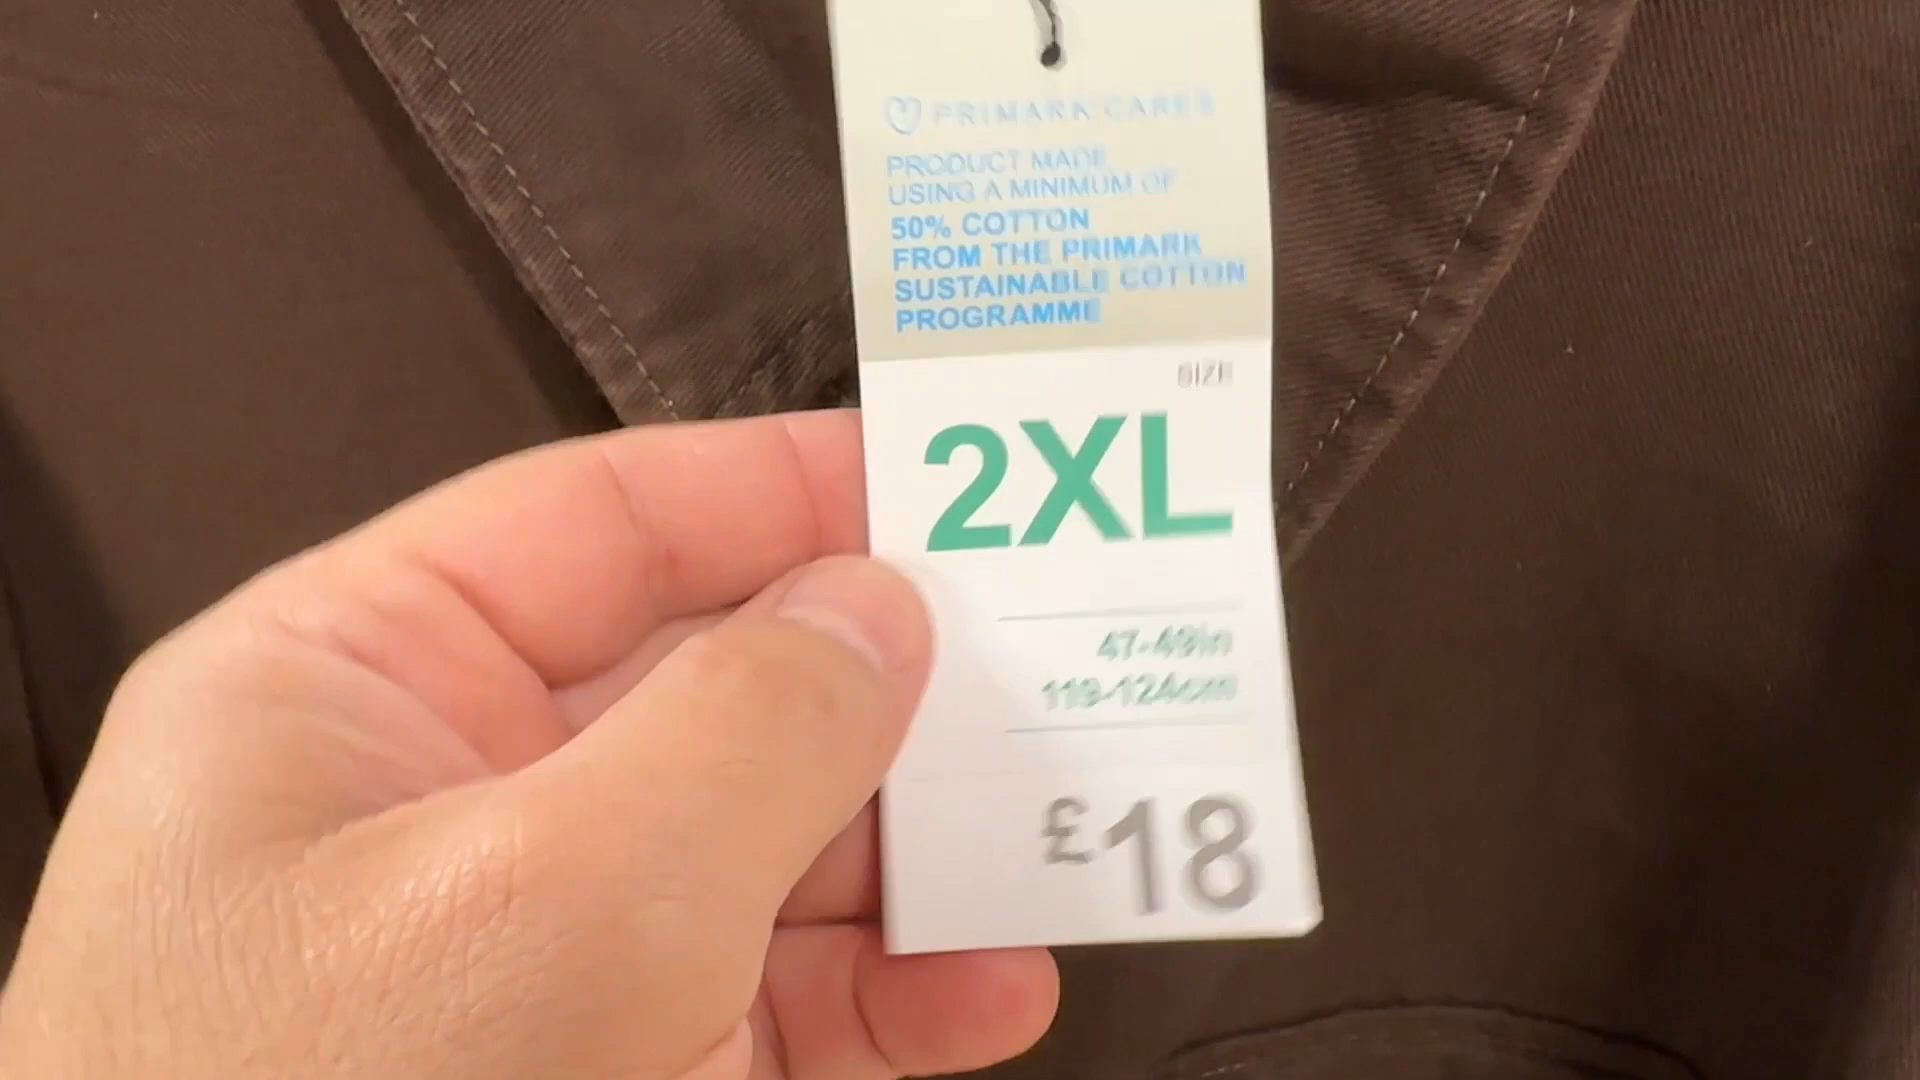 PRIMARK CARES
PRODUCT MADE
USING A MINIMUM OF
50% COTTON
FROM THE PRIMARK
SUSTAINABLE COTTON
PROGRAMME
SIZE
2XL
47-49in
119-124cm
£18